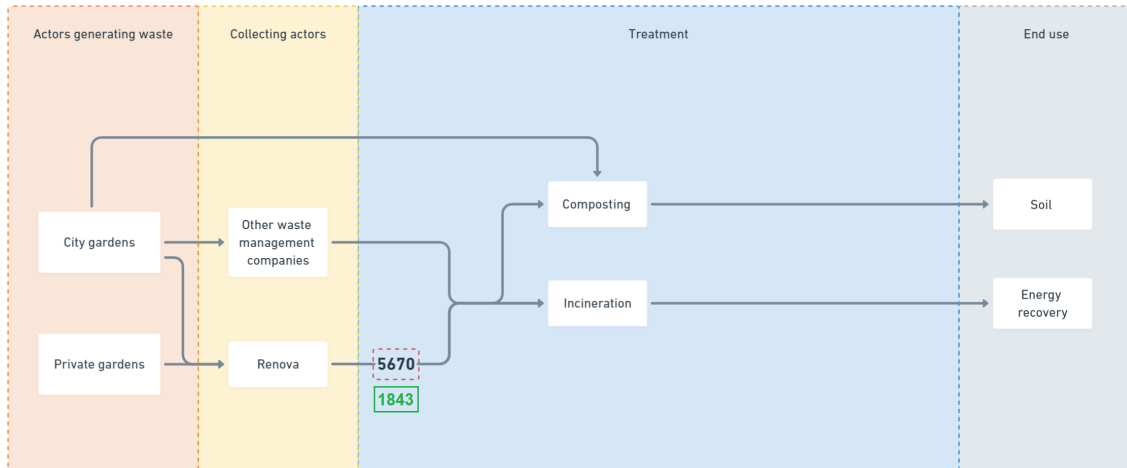 Actors generating waste
Collecting actors
Treatment
End use
City gardens
Other waste
management
companies
Composting
Soil
Incineration
Energy
recovery
Private gardens
Renova
5670
1843